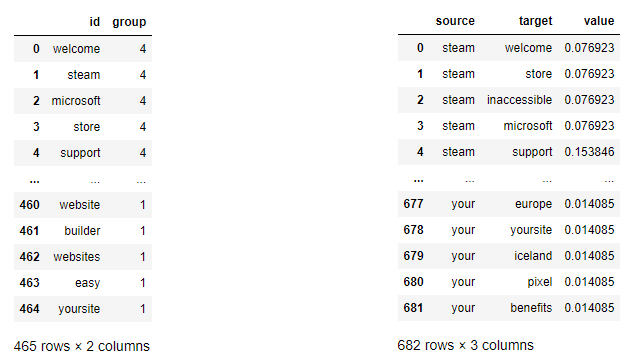 id group
0 welcome 4
1 steam 4
2 microsoft 4
3 store 4
4 support 4
... ... ...
460 website 1
461 builder 1
462 websites 1
463 easy 1
464 yoursite 1
465 rows × 2 columns
source target value
0 steam welcome 0.076923
1 steam store 0.076923
2 steam inaccessible 0.076923
3 steam microsoft 0.076923
4 steam support 0.153846
... ... ... ...
677 your europe 0.014085
678 your yoursite 0.014085
679 your iceland 0.014085
680 your pixel 0.014085
681 your benefits 0.014085
682 rows × 3 columns